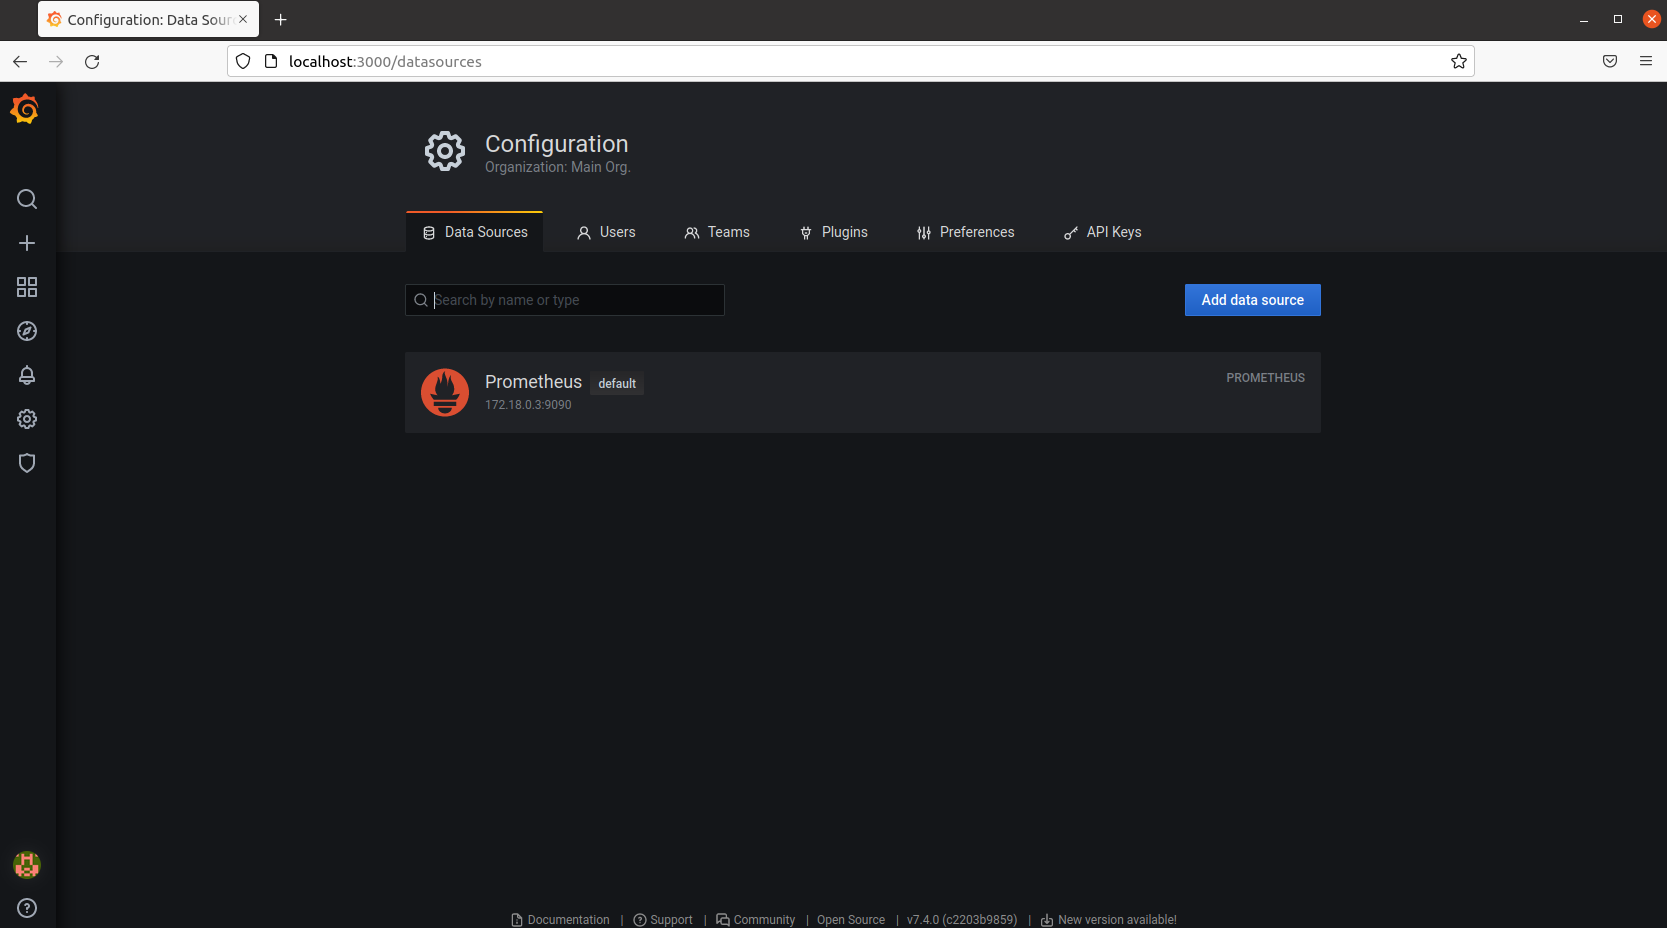 Configuration: Data Sour
localhost:3000/datasources
Configuration
Organization: Main Org.
Data Sources Users Teams Plugins Preferences API Keys
Search by name or type Add data source
Prometheus default PROMETHEUS
172.18.0.3:9090
Documentation | Support | Community | Open Source | v7.4.0 (c2203b9859) | New version available!